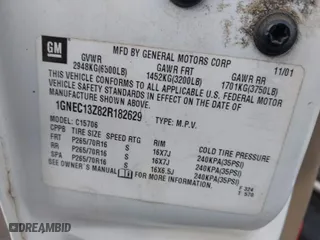 GM
MFD BY GENERAL MOTORS CORP
11/01
GVWR GAWR FRT GAWR RR
2948KG(6500LB) 1452KG(3200LB) 1701KG(3750LB)
THIS VEHICLE CONFORMS TO ALL APPLICABLE U.S. FEDERAL MOTOR
VEHICLE SAFETY STANDARDS IN EFFECT ON THE DATE OF
MANUFACTURE SHOWN ABOVE.
1GNEC13Z82R182629 TYPE: M.P.V.
MODEL: C15706
CPPB TIRE SIZE SPEED RTG RIM COLD TIRE PRESSURE
FRT P265/70R16 S 16X7J 240KPA(35PSI)
RR P265/70R16 S 16X7J 240KPA(35PSI)
SPA P265/70R16 S 16X6.5J 240KPA(35PSI)
SEE OWNER'S MANUAL
DREAMBID.COM